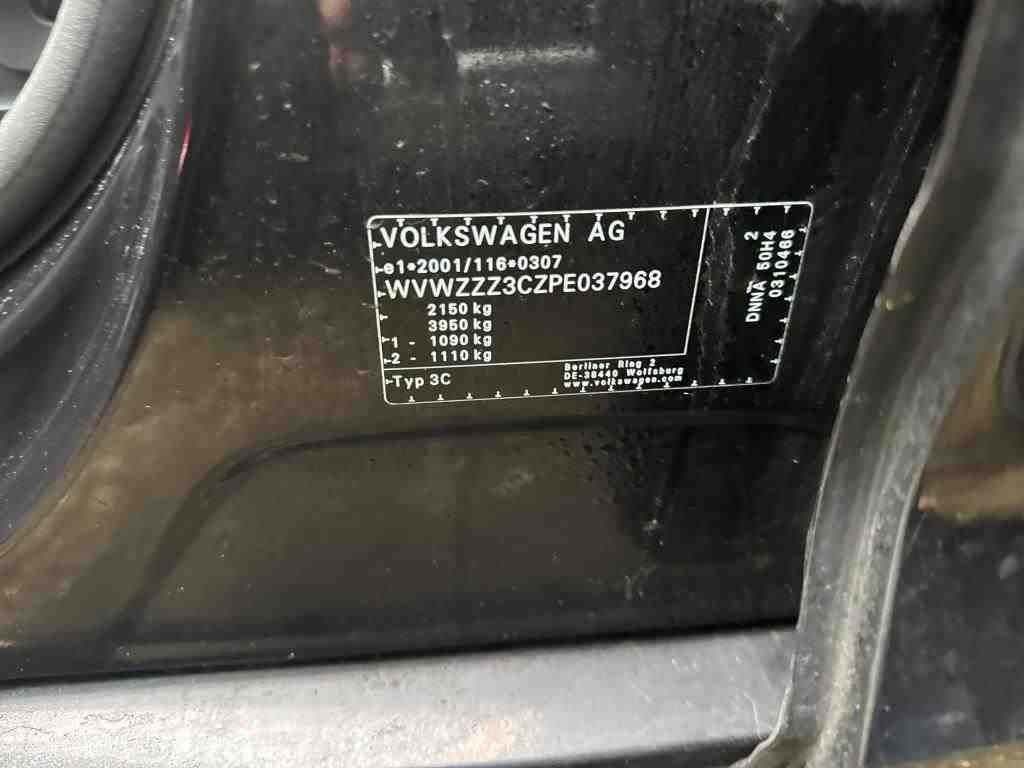 VOLKSWAGEN AG
e1*2001/116*0307
WVWZZZ3CZPE037968
2150 kg
3950 kg
1 - 1090 kg
2 - 1110 kg
Typ 3C
Berliner Ring 2
DE-38440 Wolfsburg
www.volkswagen.com
2
DNNA 60H4
0310466